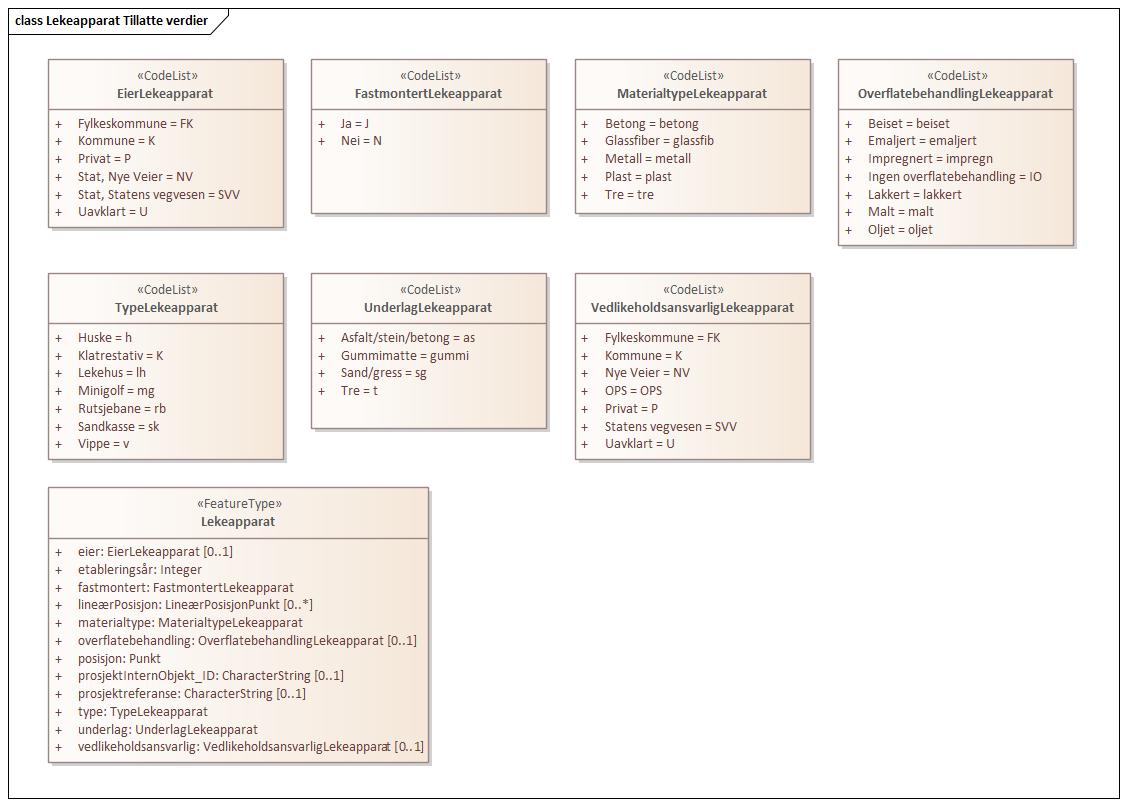 class Lekeapparat Tillatte verdier
«CodeList»
EierLekeapparat
+ Fylkeskommune = FK
+ Kommune = K
+ Privat = P
+ Stat, Nye Veier = NV
+ Stat, Statens vegvesen = SVV
+ Uavklart = U
«CodeList»
FastmontertLekeapparat
+ Ja = J
+ Nei = N
«CodeList»
MaterialtypeLekeapparat
+ Betong = betong
+ Glassfiber = glassfib
+ Metall = metall
+ Plast = plast
+ Tre = tre
«CodeList»
OverflatebehandlingLekeapparat
+ Beiset = beiset
+ Emaljert = emaljert
+ Impregnert = impregn
+ Ingen overflatebehandling = IO
+ Lakkert = lakkert
+ Malt = malt
+ Oljet = oljet
«CodeList»
TypeLekeapparat
+ Huske = h
+ Klatrestativ = K
+ Lekehus = lh
+ Minigolf = mg
+ Rutsjebane = rb
+ Sandkasse = sk
+ Vippe = v
«CodeList»
UnderlagLekeapparat
+ Asfalt/stein/betong = as
+ Gummimatte = gummi
+ Sand/gress = sg
+ Tre = t
«CodeList»
VedlikeholdsansvarligLekeapparat
+ Fylkeskommune = FK
+ Kommune = K
+ Nye Veier = NV
+ OPS = OPS
+ Privat = P
+ Statens vegvesen = SVV
+ Uavklart = U
«FeatureType»
Lekeapparat
+ eier: EierLekeapparat [0..1]
+ etableringsår: Integer
+ fastmontert: FastmontertLekeapparat
+ lineærPosisjon: LineærPosisjonPunkt [0..*]
+ materialtype: MaterialtypeLekeapparat
+ overflatebehandling: OverflatebehandlingLekeapparat [0..1]
+ posisjon: Punkt
+ prosjektInternObjekt_ID: CharacterString [0..1]
+ prosjektreferanse: CharacterString [0..1]
+ type: TypeLekeapparat
+ underlag: UnderlagLekeapparat
+ vedlikeholdsansvarlig: VedlikeholdsansvarligLekeapparat [0..1]